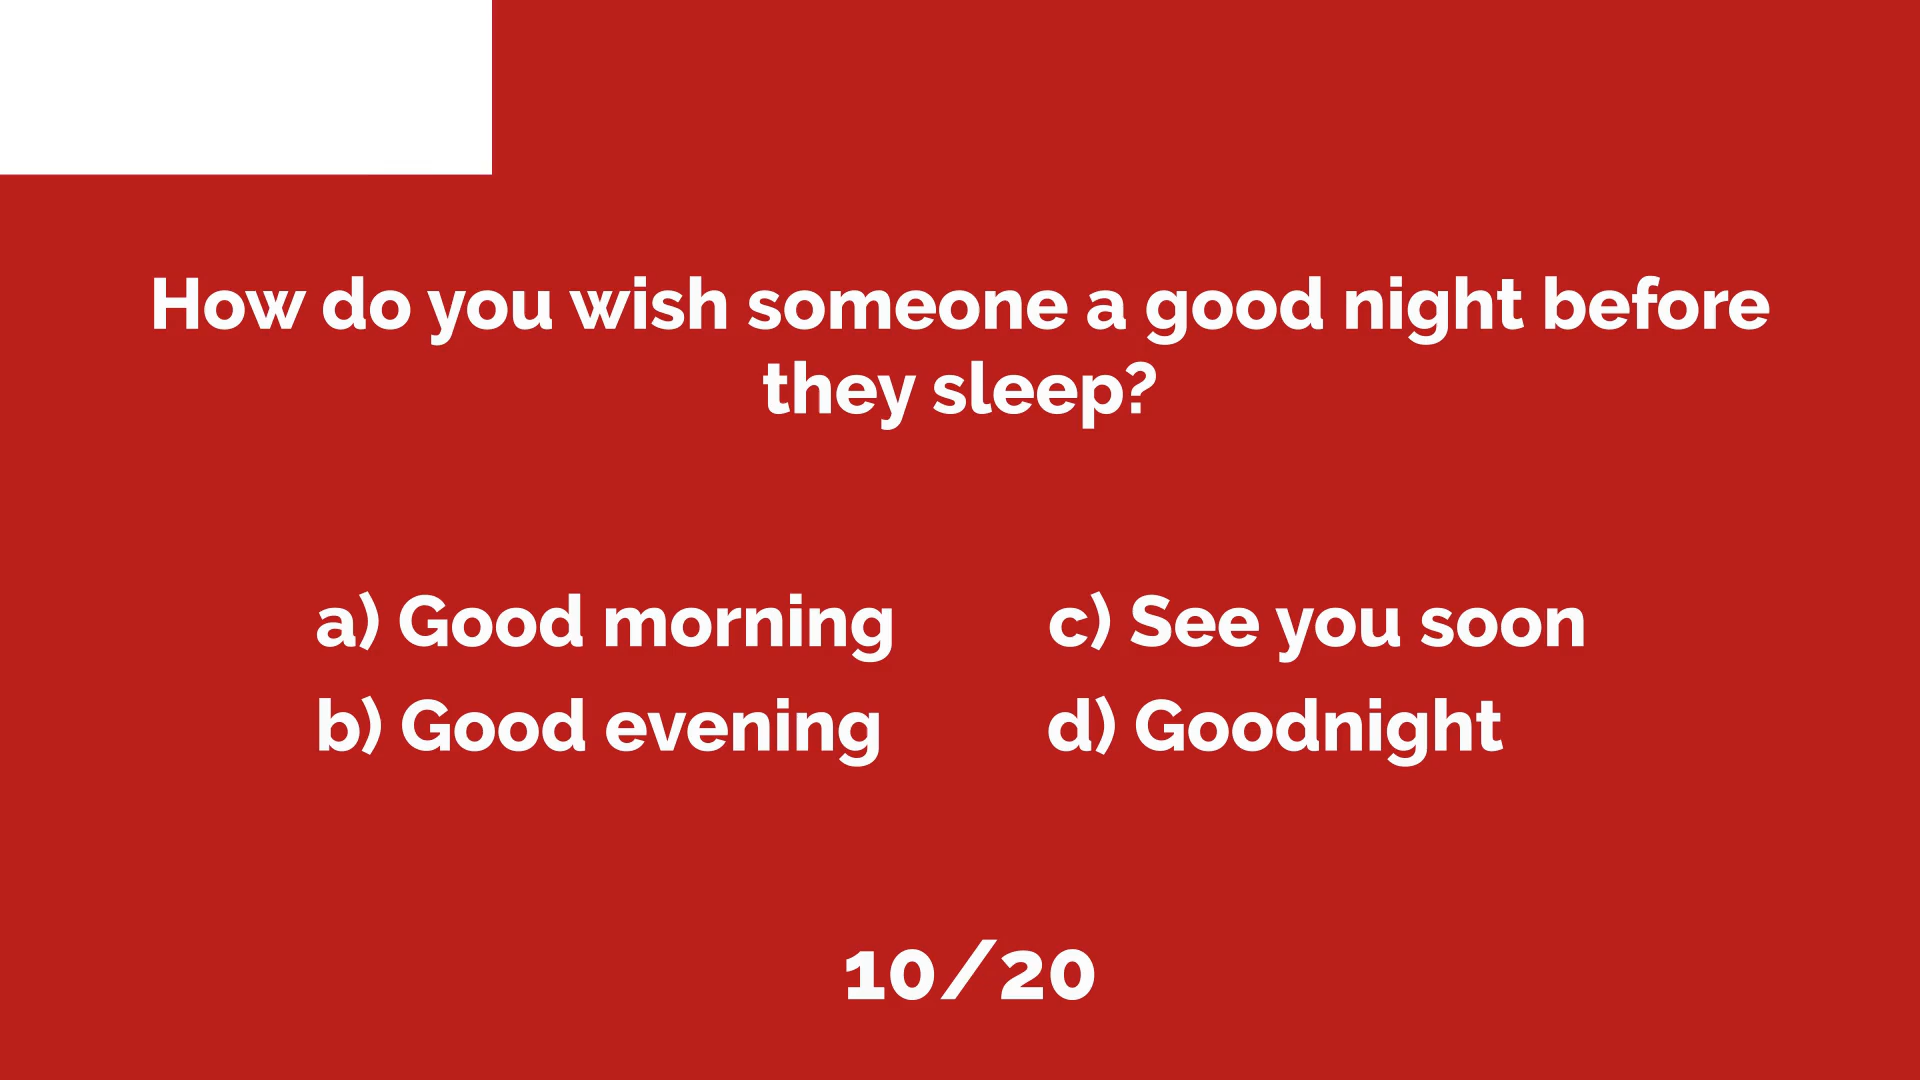 How do you wish someone a good night before
they sleep?
a) Good morning
b) Good evening
c) See you soon
d) Goodnight
10/20